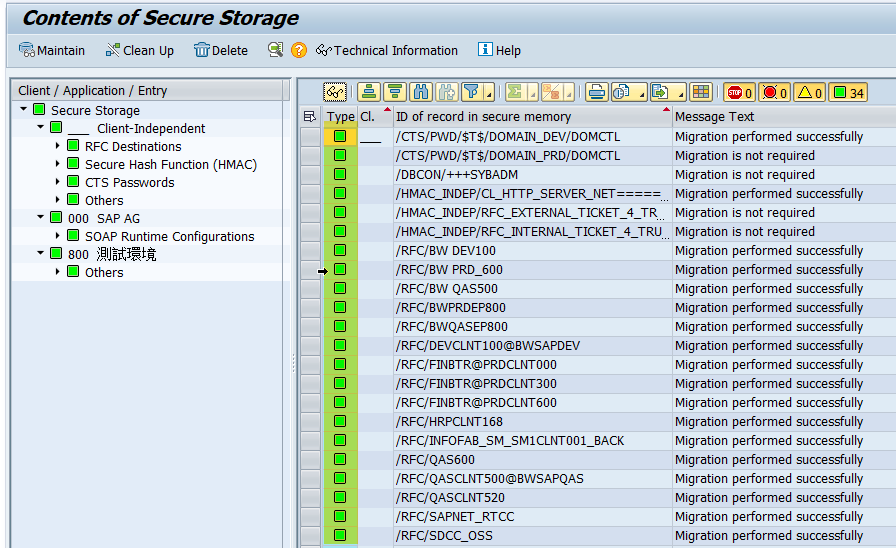 Contents of Secure Storage
Maintain Clean Up Delete Technical Information Help
Client / Application / Entry
Secure Storage
___ Client-Independent
RFC Destinations
Secure Hash Function (HMAC)
CTS Passwords
Others
000 SAP AG
SOAP Runtime Configurations
800 測試環境
Others
STOP 0 0 0 34
Type Cl. ID of record in secure memory Message Text
___ /CTS/PWD/$T$/DOMAIN_DEV/DOMCTL Migration performed successfully
/CTS/PWD/$T$/DOMAIN_PRD/DOMCTL Migration is not required
/DBCON/+++SYBADM Migration is not required
/HMAC_INDEP/CL_HTTP_SERVER_NET=====... Migration performed successfully
/HMAC_INDEP/RFC_EXTERNAL_TICKET_4_TR... Migration is not required
/HMAC_INDEP/RFC_INTERNAL_TICKET_4_TRU... Migration is not required
/RFC/BW DEV100 Migration performed successfully
/RFC/BW PRD_600 Migration performed successfully
/RFC/BW QAS500 Migration performed successfully
/RFC/BWPRDEP800 Migration performed successfully
/RFC/BWQASEP800 Migration performed successfully
/RFC/DEVCLNT100@BWSAPDEV Migration performed successfully
/RFC/FINBTR@PRDCLNT000 Migration performed successfully
/RFC/FINBTR@PRDCLNT300 Migration performed successfully
/RFC/FINBTR@PRDCLNT600 Migration performed successfully
/RFC/HRPCLNT168 Migration performed successfully
/RFC/INFOFAB_SM_SM1CLNT001_BACK Migration performed successfully
/RFC/QAS600 Migration performed successfully
/RFC/QASCLNT500@BWSAPQAS Migration performed successfully
/RFC/QASCLNT520 Migration performed successfully
/RFC/SAPNET_RTCC Migration performed successfully
/RFC/SDCC_OSS Migration performed successfully